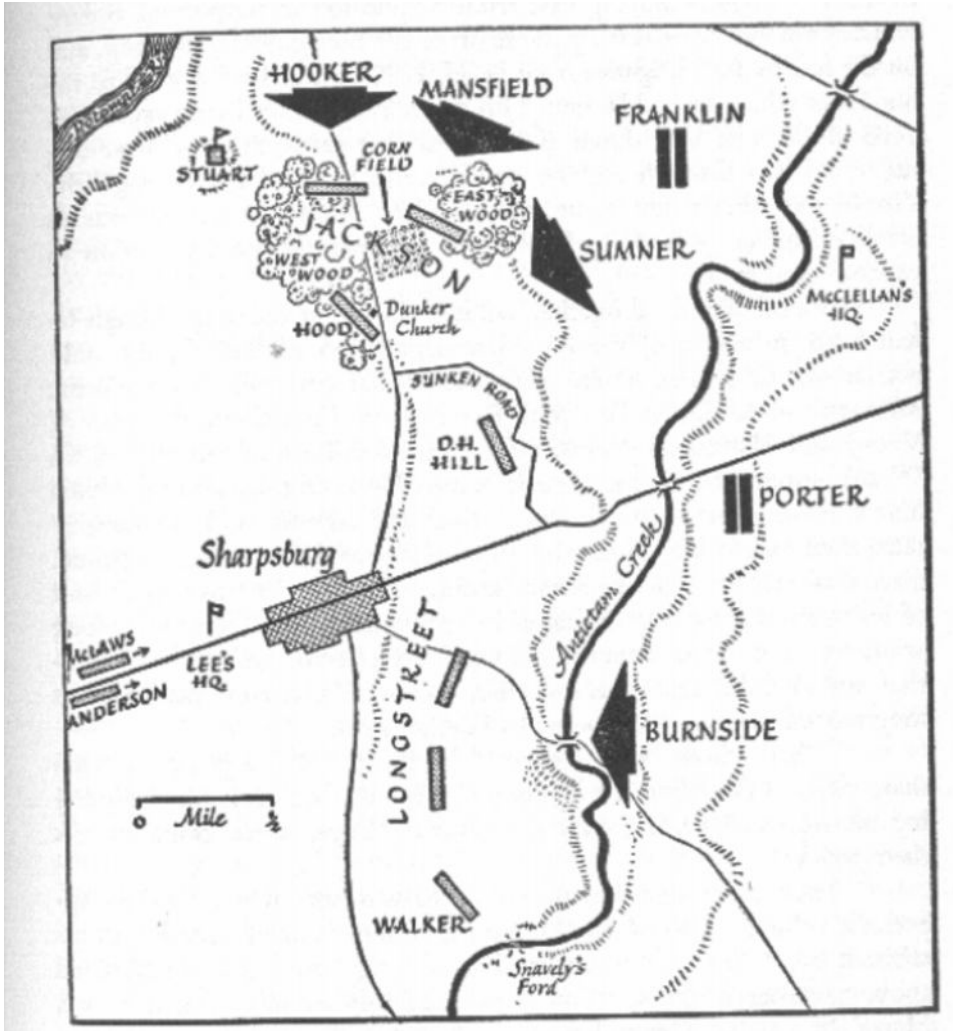 HOOKER
MANSFIELD
FRANKLIN
CORN
FIELD
STUART
EAST
WOOD
JACKSON
SUMNER
WEST
WOOD
McCLELLAN'S
HQ.
HOOD
Dunker
Church
SUNKEN ROAD
D.H.
HILL
PORTER
Sharpsburg
Antietam Creek
McLAWS
LEE'S
HQ.
ANDERSON
LONGSTREET
BURNSIDE
0 Mile ½
WALKER
Snavely's
Ford